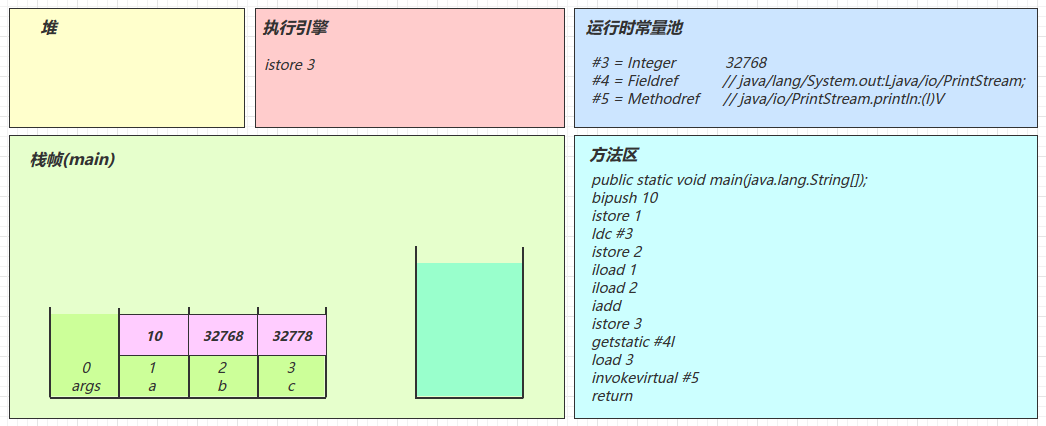 堆
执行引擎
istore 3
运行时常量池
#3 = Integer 32768
#4 = Fieldref // java/lang/System.out:Ljava/io/PrintStream;
#5 = Methodref // java/io/PrintStream.println:(I)V
栈帧(main)
10 32768 32778
0 1 2 3
args a b c
方法区
public static void main(java.lang.String[]);
bipush 10
istore 1
ldc #3
istore 2
iload 1
iload 2
iadd
istore 3
getstatic #4l
load 3
invokevirtual #5
return